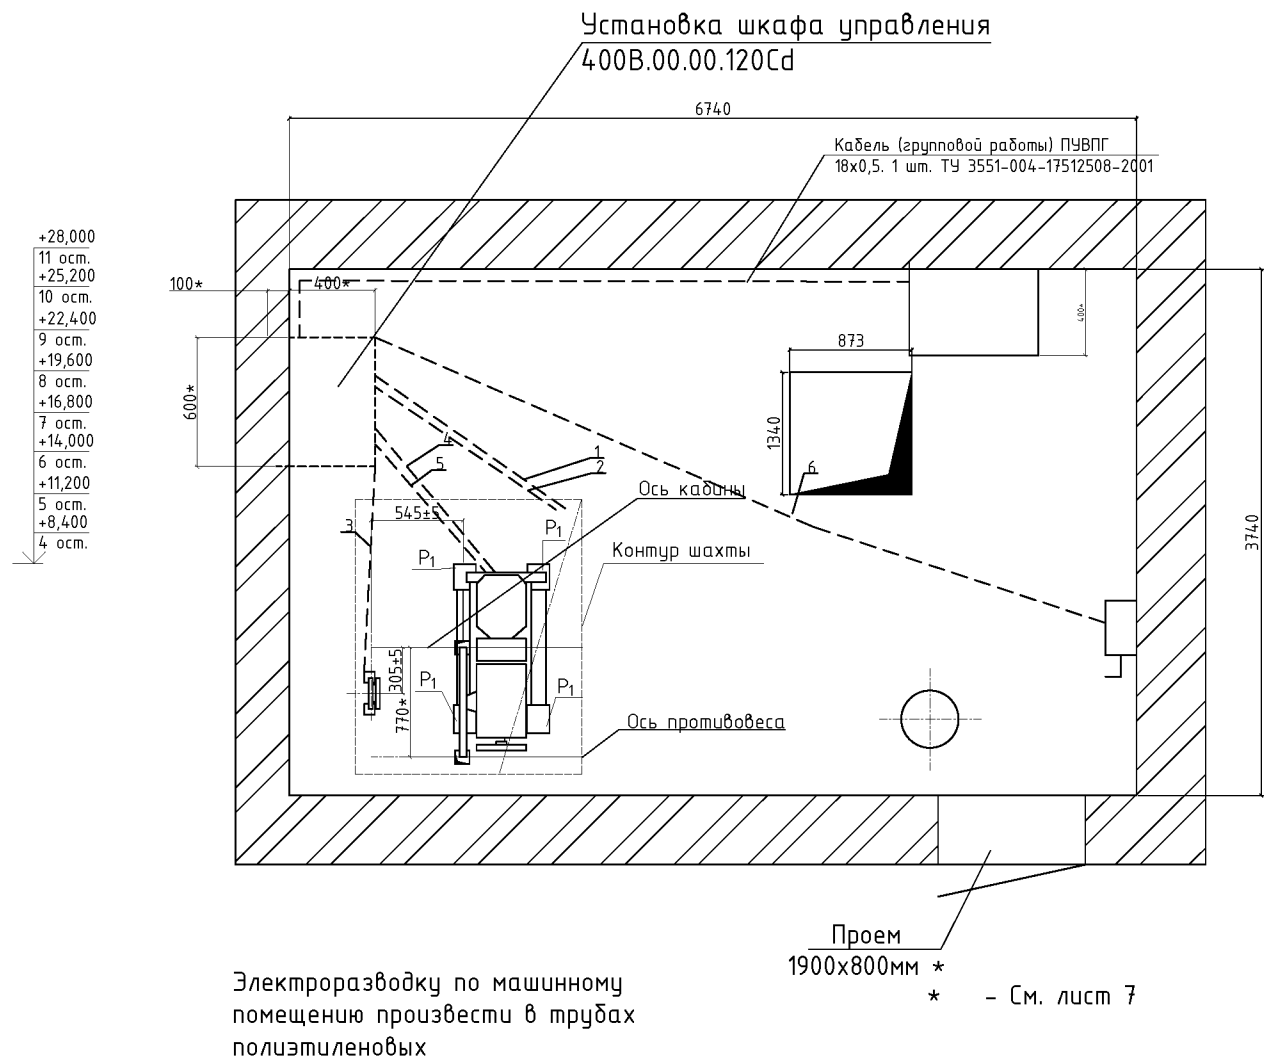 Установка шкафа управления
400В.00.00.120Cd
6740
Кабель (групповой работы) ПУВПГ
18х0,5. 1 шт. ТУ 3551-004-17512508-2001
+28,000
11 ост.
+25,200
10 ост.
+22,400
9 ост.
+19,600
8 ост.
+16,800
7 ост.
+14,000
6 ост.
+11,200
5 ост.
+8,400
4 ост.
100*
400*
400*
600*
873
1340
3740
4
5
1
2
6
3
Ось кабины
545±5
P1
P1
Контур шахты
305±5
770*
P1
P1
Ось противовеса
Проем
1900х800мм *
* - См. лист 7
Электроразводку по машинному
помещению произвести в трубах
полиэтиленовых